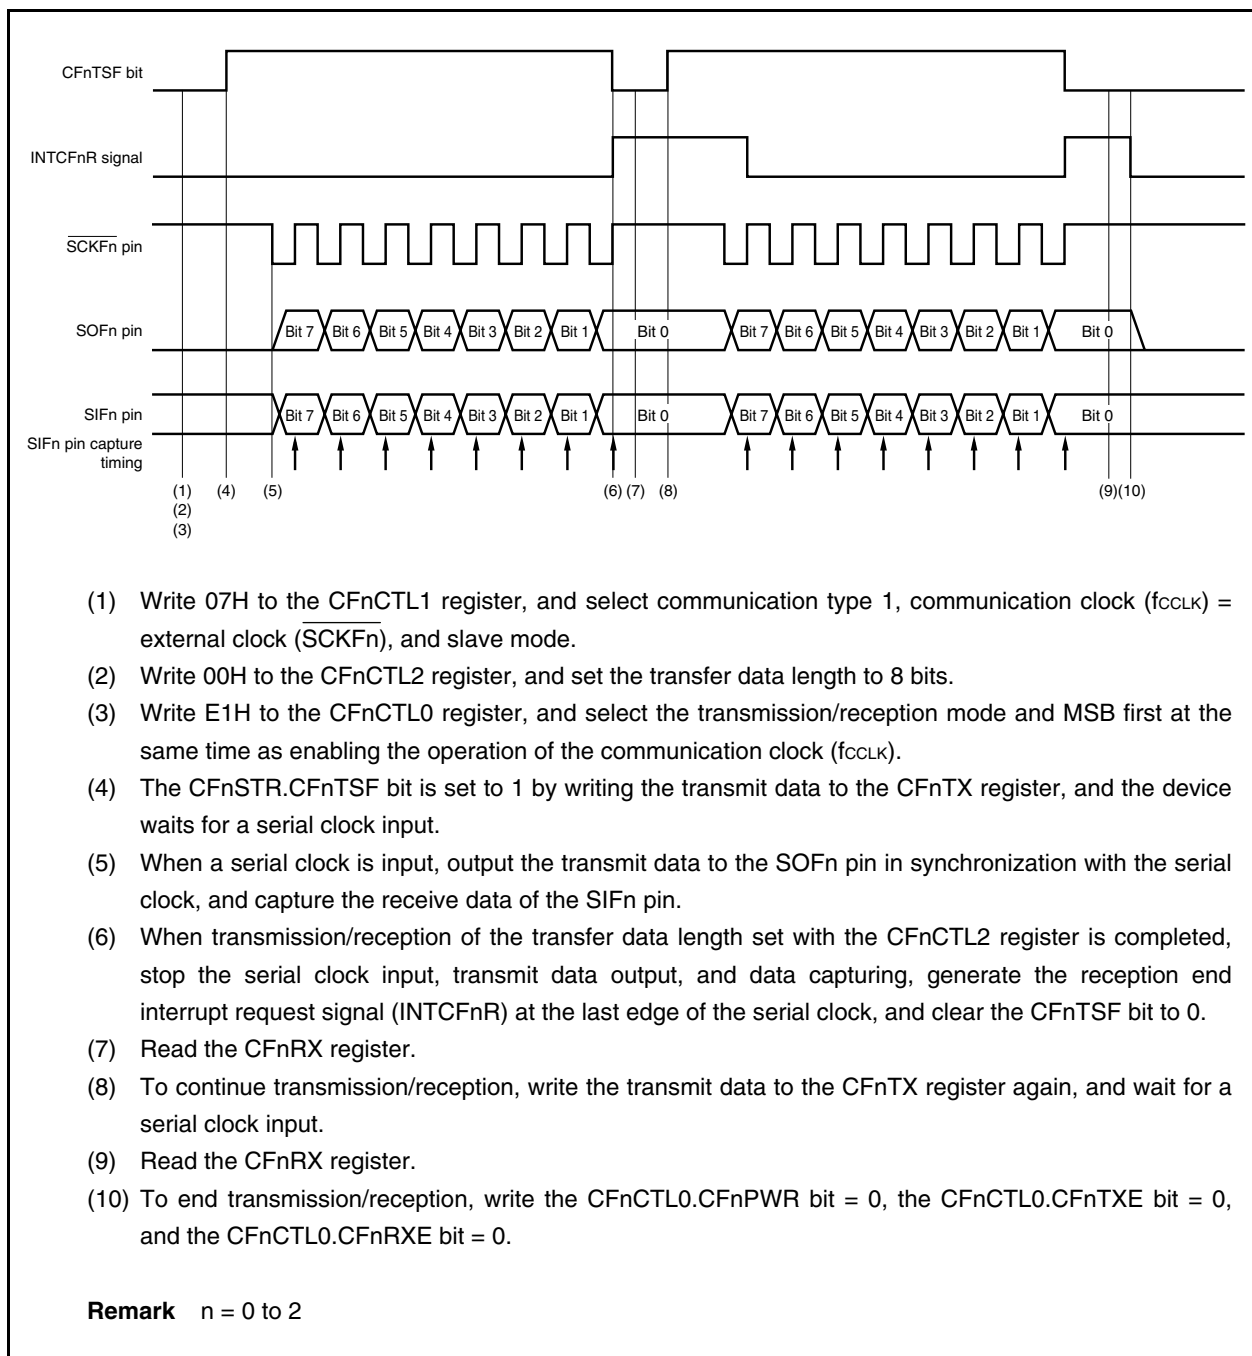 CFnTSF bit
INTCFnR signal
SCKFn pin
SOFn pin
Bit 7 Bit 6 Bit 5 Bit 4 Bit 3 Bit 2 Bit 1 Bit 0 Bit 7 Bit 6 Bit 5 Bit 4 Bit 3 Bit 2 Bit 1 Bit 0
SIFn pin
Bit 7 Bit 6 Bit 5 Bit 4 Bit 3 Bit 2 Bit 1 Bit 0 Bit 7 Bit 6 Bit 5 Bit 4 Bit 3 Bit 2 Bit 1 Bit 0
SIFn pin capture
timing
(1) (4) (5) (6) (7) (8) (9) (10)
(2)
(3)
(1) Write 07H to the CFnCTL1 register, and select communication type 1, communication clock (fCCLK) =
external clock (SCKFn), and slave mode.
(2) Write 00H to the CFnCTL2 register, and set the transfer data length to 8 bits.
(3) Write E1H to the CFnCTL0 register, and select the transmission/reception mode and MSB first at the
same time as enabling the operation of the communication clock (fCCLK).
(4) The CFnSTR.CFnTSF bit is set to 1 by writing the transmit data to the CFnTX register, and the device
waits for a serial clock input.
(5) When a serial clock is input, output the transmit data to the SOFn pin in synchronization with the serial
clock, and capture the receive data of the SIFn pin.
(6) When transmission/reception of the transfer data length set with the CFnCTL2 register is completed,
stop the serial clock input, transmit data output, and data capturing, generate the reception end
interrupt request signal (INTCFnR) at the last edge of the serial clock, and clear the CFnTSF bit to 0.
(7) Read the CFnRX register.
(8) To continue transmission/reception, write the transmit data to the CFnTX register again, and wait for a
serial clock input.
(9) Read the CFnRX register.
(10) To end transmission/reception, write the CFnCTL0.CFnPWR bit = 0, the CFnCTL0.CFnTXE bit = 0,
and the CFnCTL0.CFnRXE bit = 0.
Remark n = 0 to 2